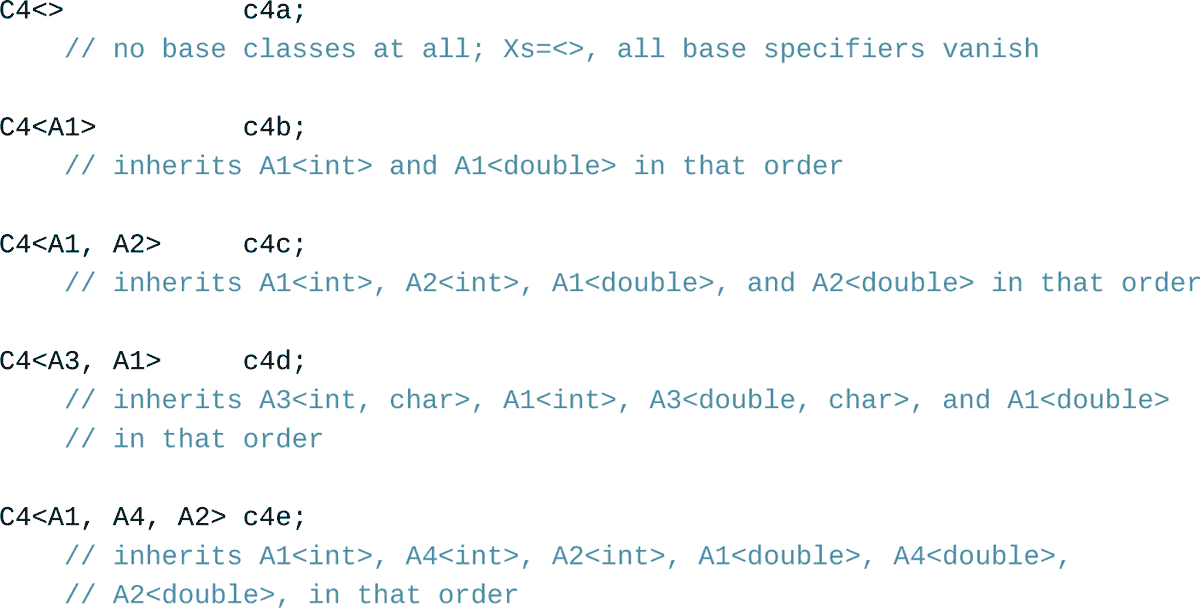 C4<>           c4a;
    // no base classes at all; Xs=<>, all base specifiers vanish

C4<A1>         c4b;
    // inherits A1<int> and A1<double> in that order

C4<A1, A2>     c4c;
    // inherits A1<int>, A2<int>, A1<double>, and A2<double> in that order

C4<A3, A1>     c4d;
    // inherits A3<int, char>, A1<int>, A3<double, char>, and A1<double>
    // in that order

C4<A1, A4, A2> c4e;
    // inherits A1<int>, A4<int>, A2<int>, A1<double>, A4<double>,
    // A2<double>, in that order